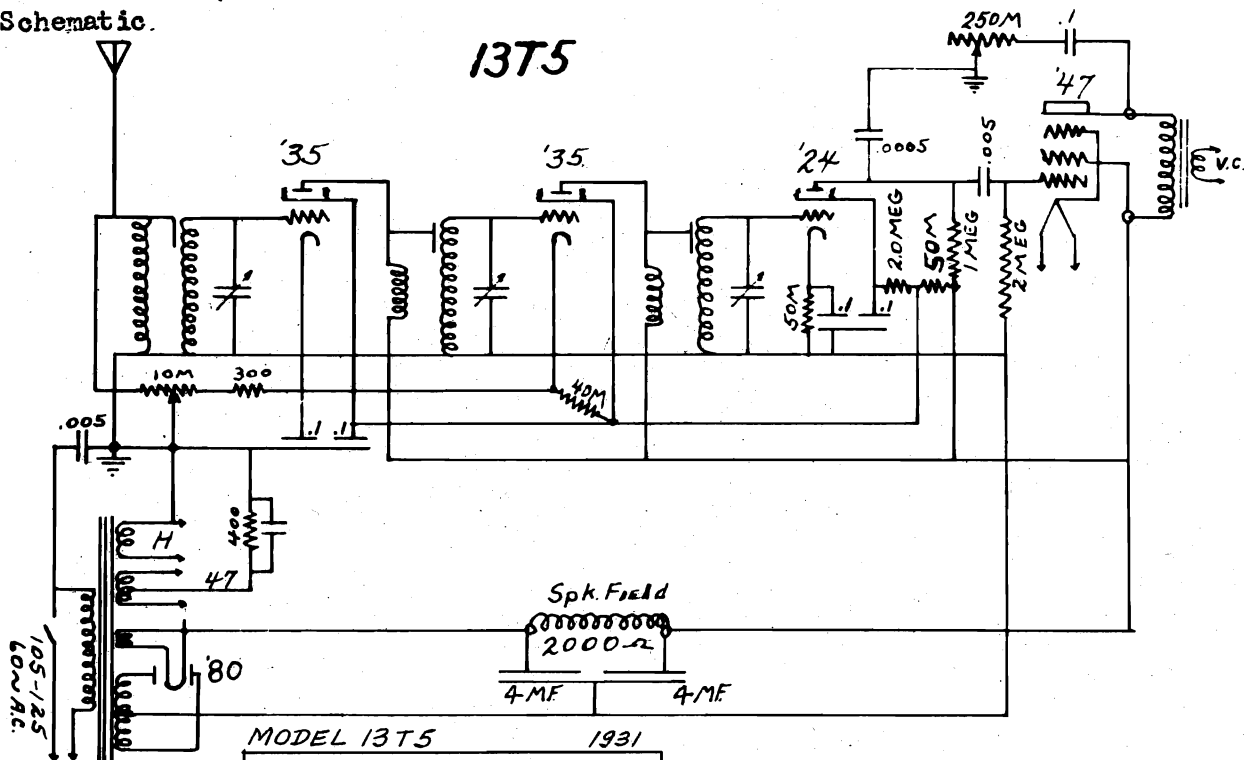 Schematic.
13T5
250M
.1
'47
'35
'35
'24
.0005
.005
V.C.
2.0MEG
50M
1MEG
2MEG
50M
.1
.1
10M
300
40M
.005
.1
.1
H
400
47
Spk. Field
2000Ω
'80
4MF.
4MF.
105-125
60~A.C.
MODEL 13T5 1931